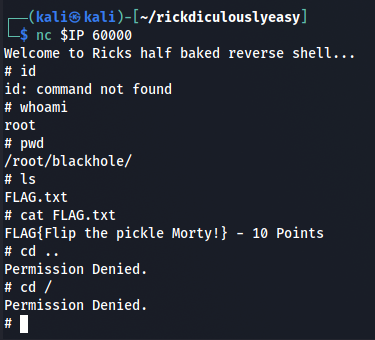 ┌──(kali㉿kali)-[~/rickdiculouslyeasy]
└─$ nc $IP 60000
Welcome to Ricks half baked reverse shell...
# id
id: command not found
# whoami
root
# pwd
/root/blackhole/
# ls
FLAG.txt
# cat FLAG.txt
FLAG{Flip the pickle Morty!} - 10 Points
# cd ..
Permission Denied.
# cd /
Permission Denied.
#